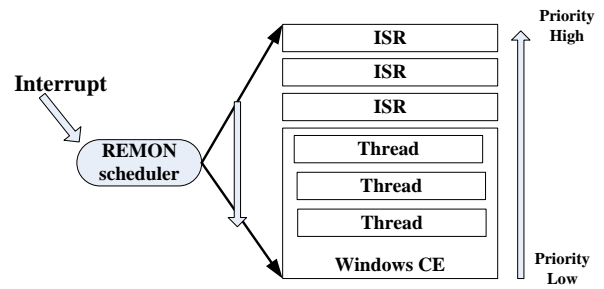 Priority
High
ISR
ISR
ISR
Interrupt
REMON
scheduler
Thread
Thread
Thread
Windows CE
Priority
Low